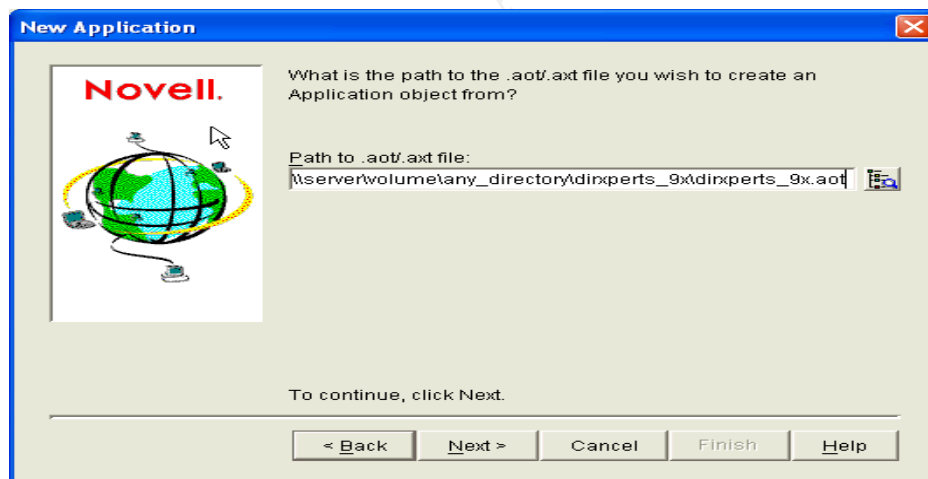 New Application
Novell.
What is the path to the .aot/.axt file you wish to create an
Application object from?
Path to .aot/.axt file:
\\server\volume\any_directory\dirxperts_9x\dirxperts_9x.aot
To continue, click Next.
< Back
Next >
Cancel
Finish
Help